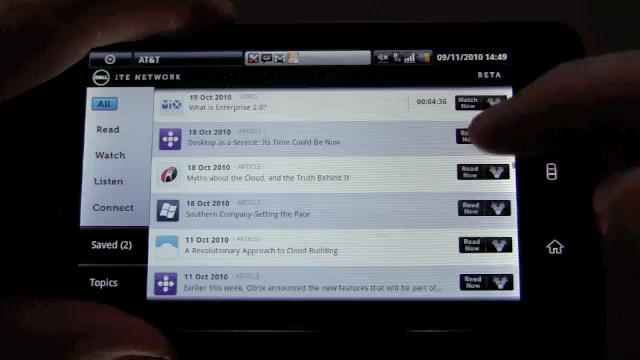 AT&T
09/11/2010 14:49
DELL ITE NETWORK
BETA
All
Read
Watch
Listen
Connect
Saved (2)
Topics
19 Oct 2010 - VIDEO
What is Enterprise 2.0?
00:04:36
Watch Now
18 Oct 2010 - ARTICLE -
Desktop as a Service: Its Time Could Be Now
18 Oct 2010 - ARTICLE -
Myths about the Cloud, and the Truth Behind It
Read Now
18 Oct 2010 - ARTICLE -
Southern Company-Setting the Pace
Read Now
11 Oct 2010 - ARTICLE -
A Revolutionary Approach to Cloud Building
Read Now
11 Oct 2010 - ARTICLE -
Earlier this week, Citrix announced the new features that will be part of...
Read Now